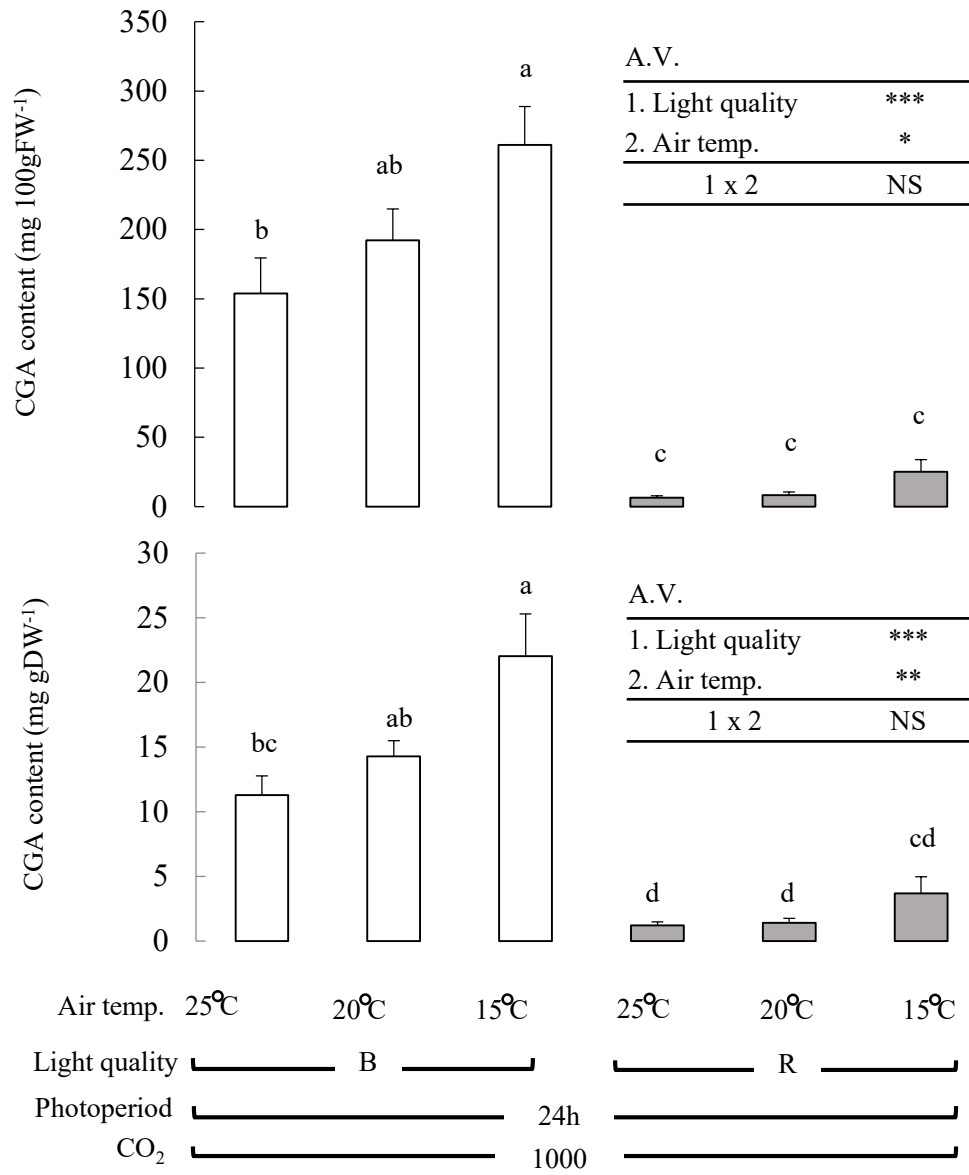 CGA content (mg 100gFW-1)
350
300
250
200
150
100
50
0
b
ab
a
c
c
c
A.V.
1. Light quality ***
2. Air temp. *
1 x 2 NS
CGA content (mg gDW-1)
30
25
20
15
10
5
0
bc
ab
a
d
d
cd
A.V.
1. Light quality ***
2. Air temp. **
1 x 2 NS
Air temp. 25°C 20°C 15°C 25°C 20°C 15°C
Light quality B R
Photoperiod 24h
CO2 1000